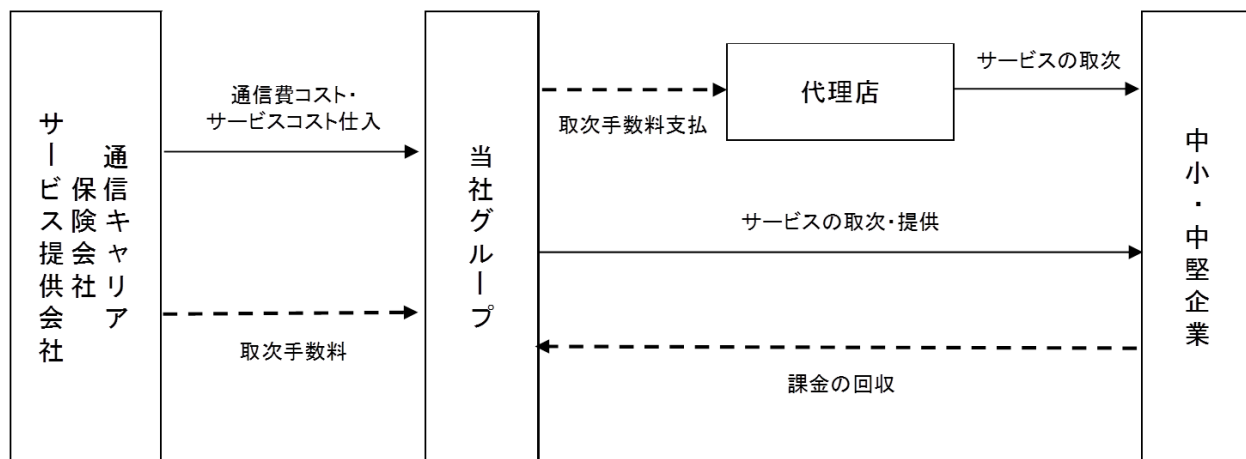 通信キャリア
保険会社
サービス提供会社
通信費コスト・
サービスコスト仕入
取次手数料
当社グループ
取次手数料支払
代理店
サービスの取次
サービスの取次・提供
課金の回収
中小・中堅企業